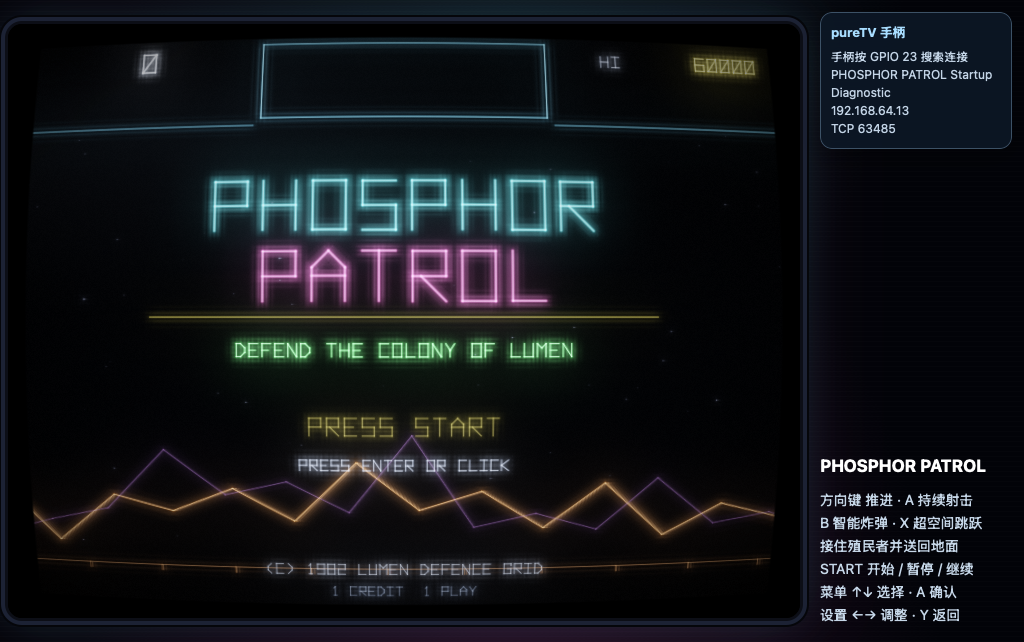 0
HI
60000
PHOSPHOR
PATROL
DEFEND THE COLONY OF LUMEN
PRESS START
PRESS ENTER OR CLICK
(C) 1982 LUMEN DEFENCE GRID
1 CREDIT 1 PLAY
pureTV 手柄
手柄按 GPIO 23 搜索连接
PHOSPHOR PATROL Startup
Diagnostic
192.168.64.13
TCP 63485
PHOSPHOR PATROL
方向键 推进 · A 持续射击
B 智能炸弹 · X 超空间跳跃
接住殖民者并送回地面
START 开始 / 暂停 / 继续
菜单 ↑↓ 选择 · A 确认
设置 ←→ 调整 · Y 返回